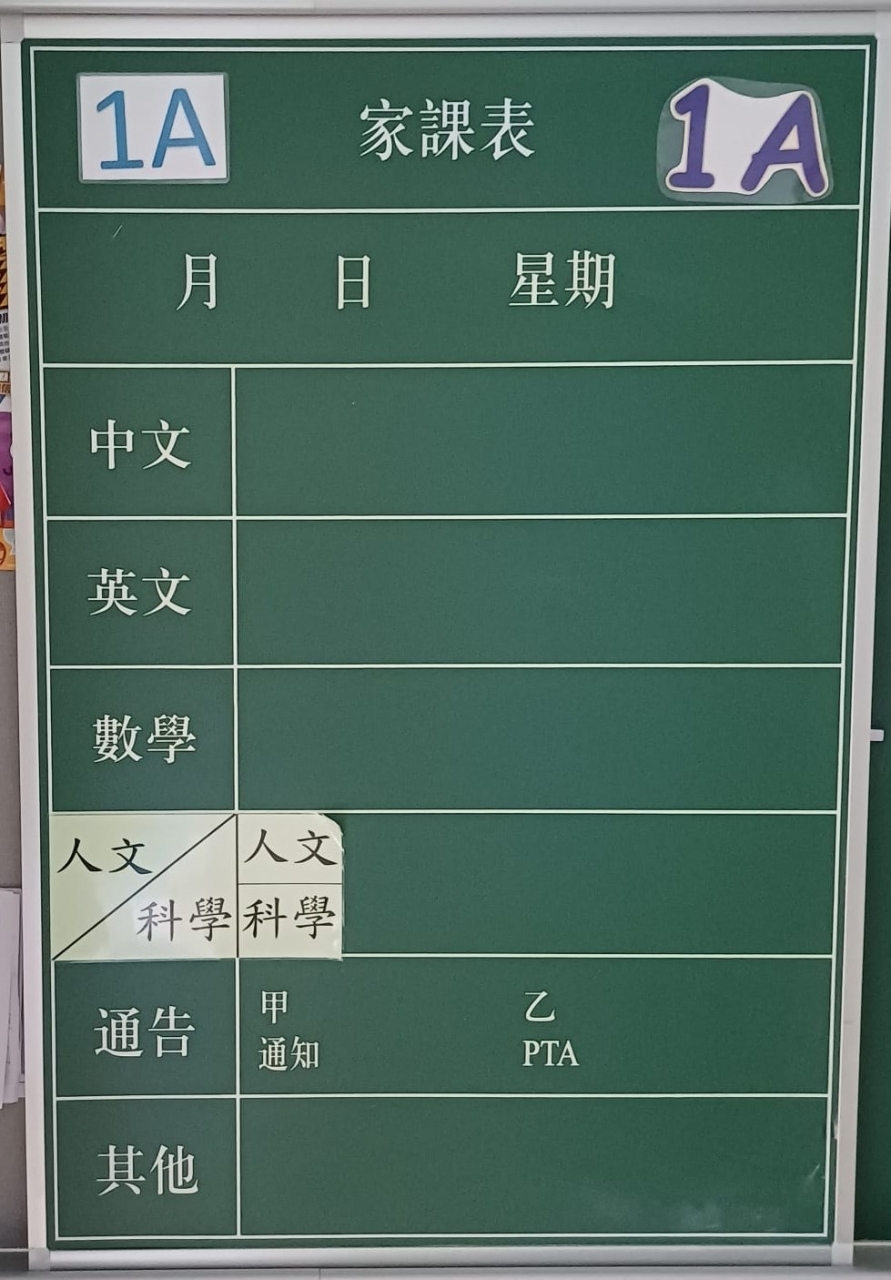 1A 家課表 1A
月 日 星期
中文
英文
數學
人文 人文
科學 科學
通告 甲 乙
通知 PTA
其他